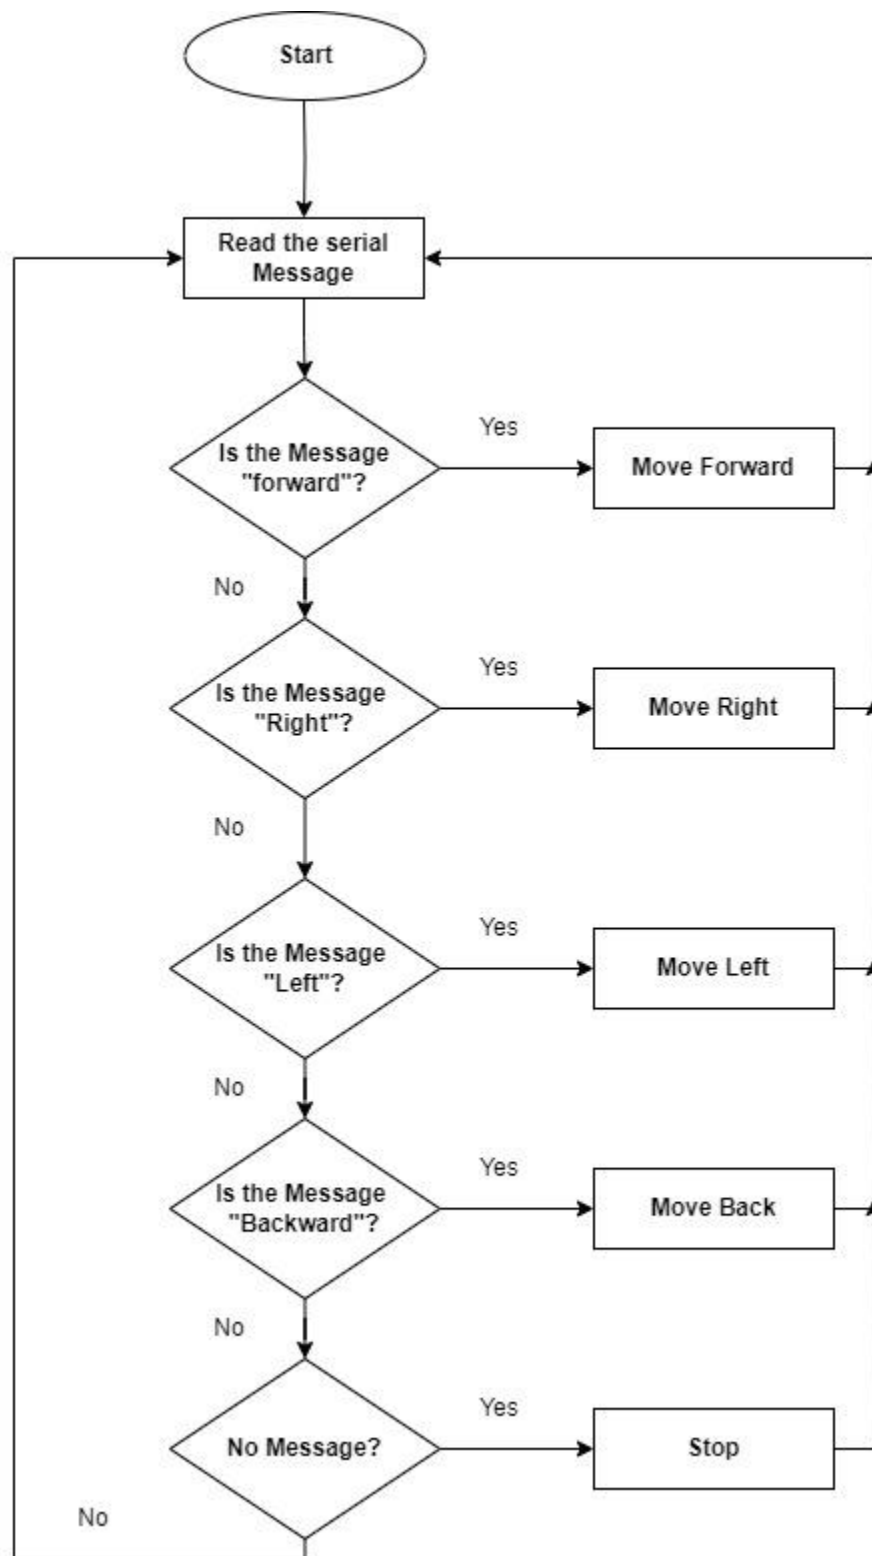 Start
Read the serial
Message
Is the Message
"forward"?
Yes
Move Forward
No
Is the Message
"Right"?
Yes
Move Right
No
Is the Message
"Left"?
Yes
Move Left
No
Is the Message
"Backward"?
Yes
Move Back
No
No Message?
Yes
Stop
No